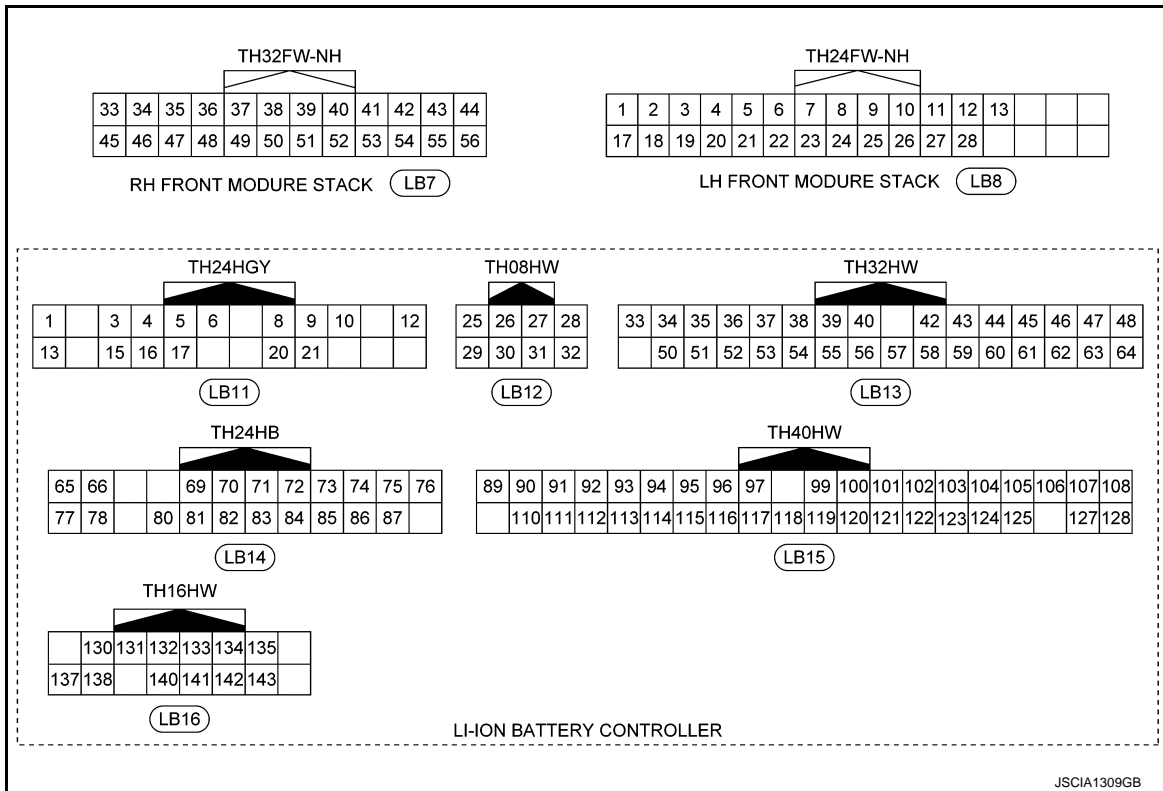 TH32FW-NH
33 34 35 36 37 38 39 40 41 42 43 44
45 46 47 48 49 50 51 52 53 54 55 56
RH FRONT MODURE STACK LB7
TH24FW-NH
1 2 3 4 5 6 7 8 9 10 11 12 13
17 18 19 20 21 22 23 24 25 26 27 28
LH FRONT MODURE STACK LB8
TH24HGY
1 3 4 5 6 8 9 10 12
13 15 16 17 20 21
LB11
TH08HW
25 26 27 28
29 30 31 32
LB12
TH32HW
33 34 35 36 37 38 39 40 42 43 44 45 46 47 48
50 51 52 53 54 55 56 57 58 59 60 61 62 63 64
LB13
TH24HB
65 66 69 70 71 72 73 74 75 76
77 78 80 81 82 83 84 85 86 87
LB14
TH40HW
89 90 91 92 93 94 95 96 97 99 100 101 102 103 104 105 106 107 108
110 111 112 113 114 115 116 117 118 119 120 121 122 123 124 125 127 128
LB15
TH16HW
130 131 132 133 134 135
137 138 140 141 142 143
LB16
LI-ION BATTERY CONTROLLER
JSCIA1309GB